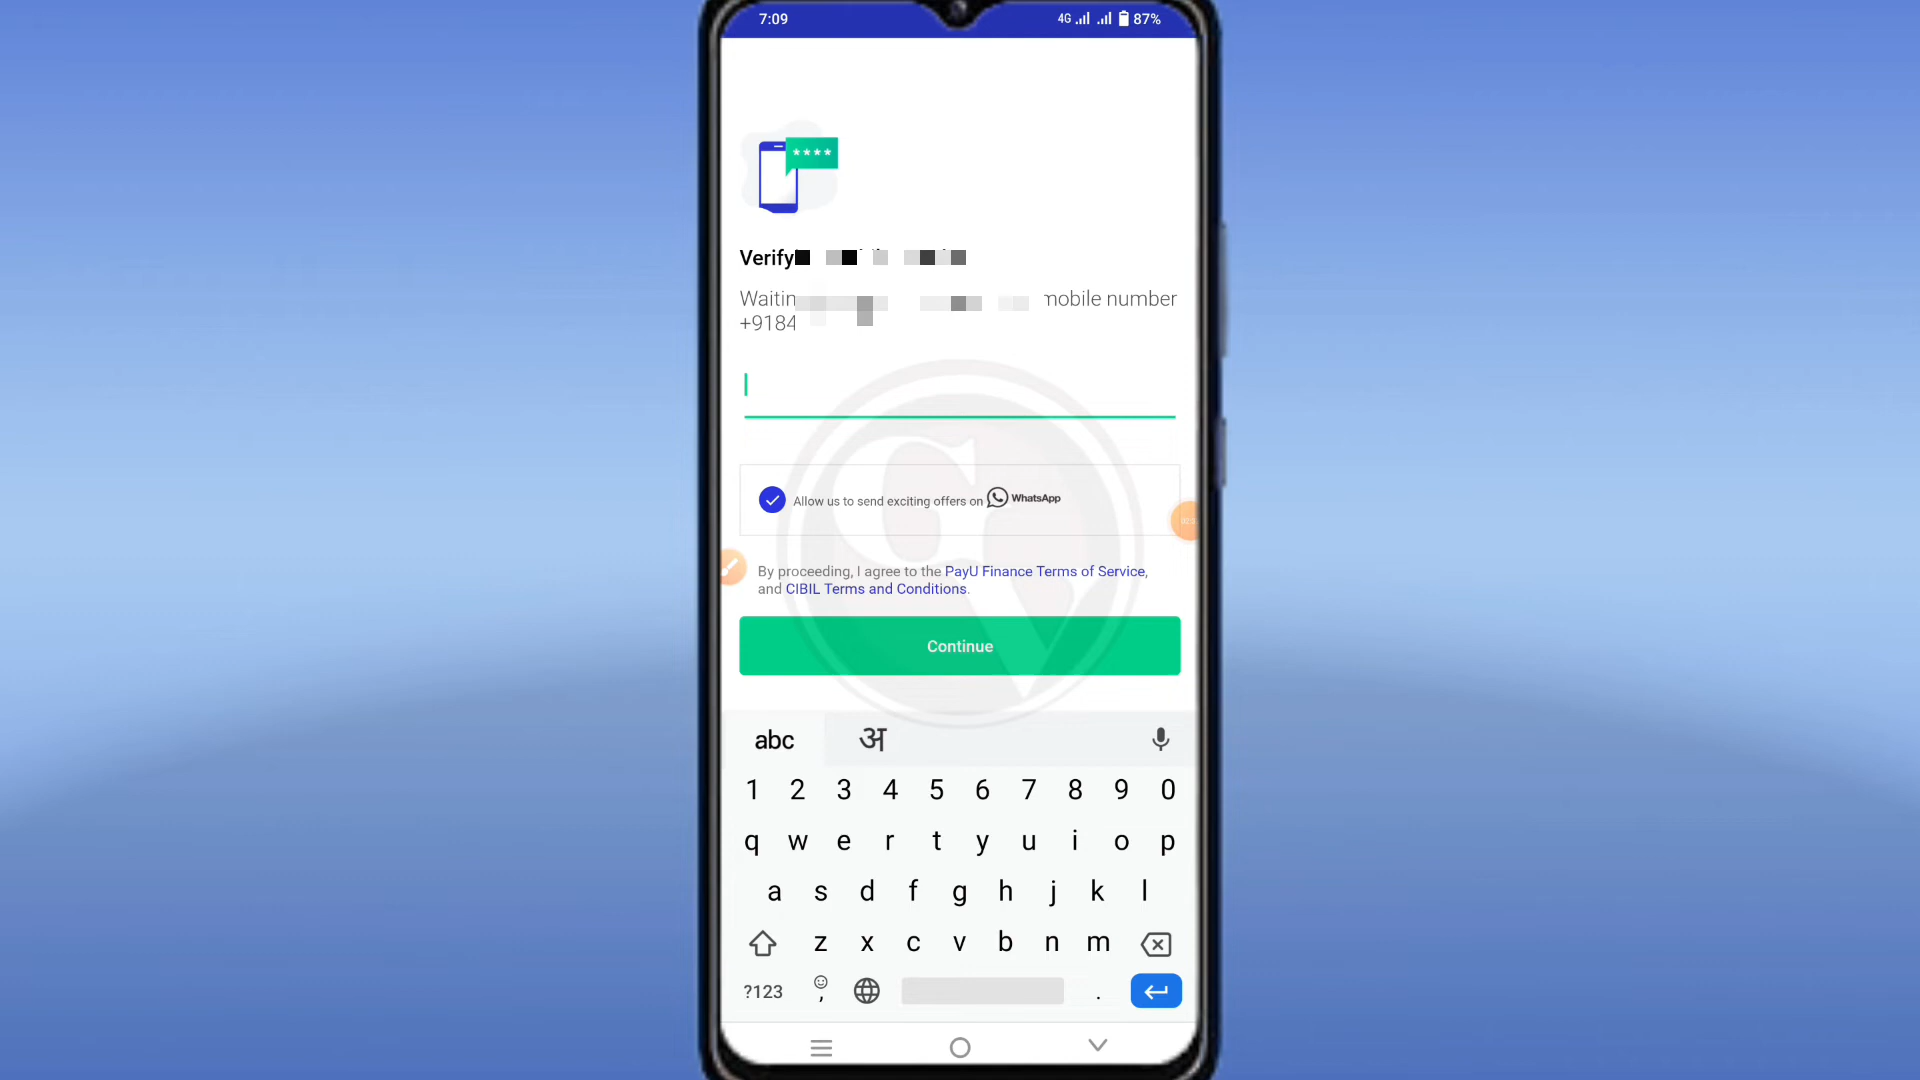 7:09
4G 87%
****
Verify
mobile number
+9184
Allow us to send exciting offers on WhatsApp
By proceeding, I agree to the PayU Finance Terms of Service,
and CIBIL Terms and Conditions.
Continue
abc अ
1 2 3 4 5 6 7 8 9 0
q w e r t y u i o p
a s d f g h j k l
z x c v b n m
?123 , .